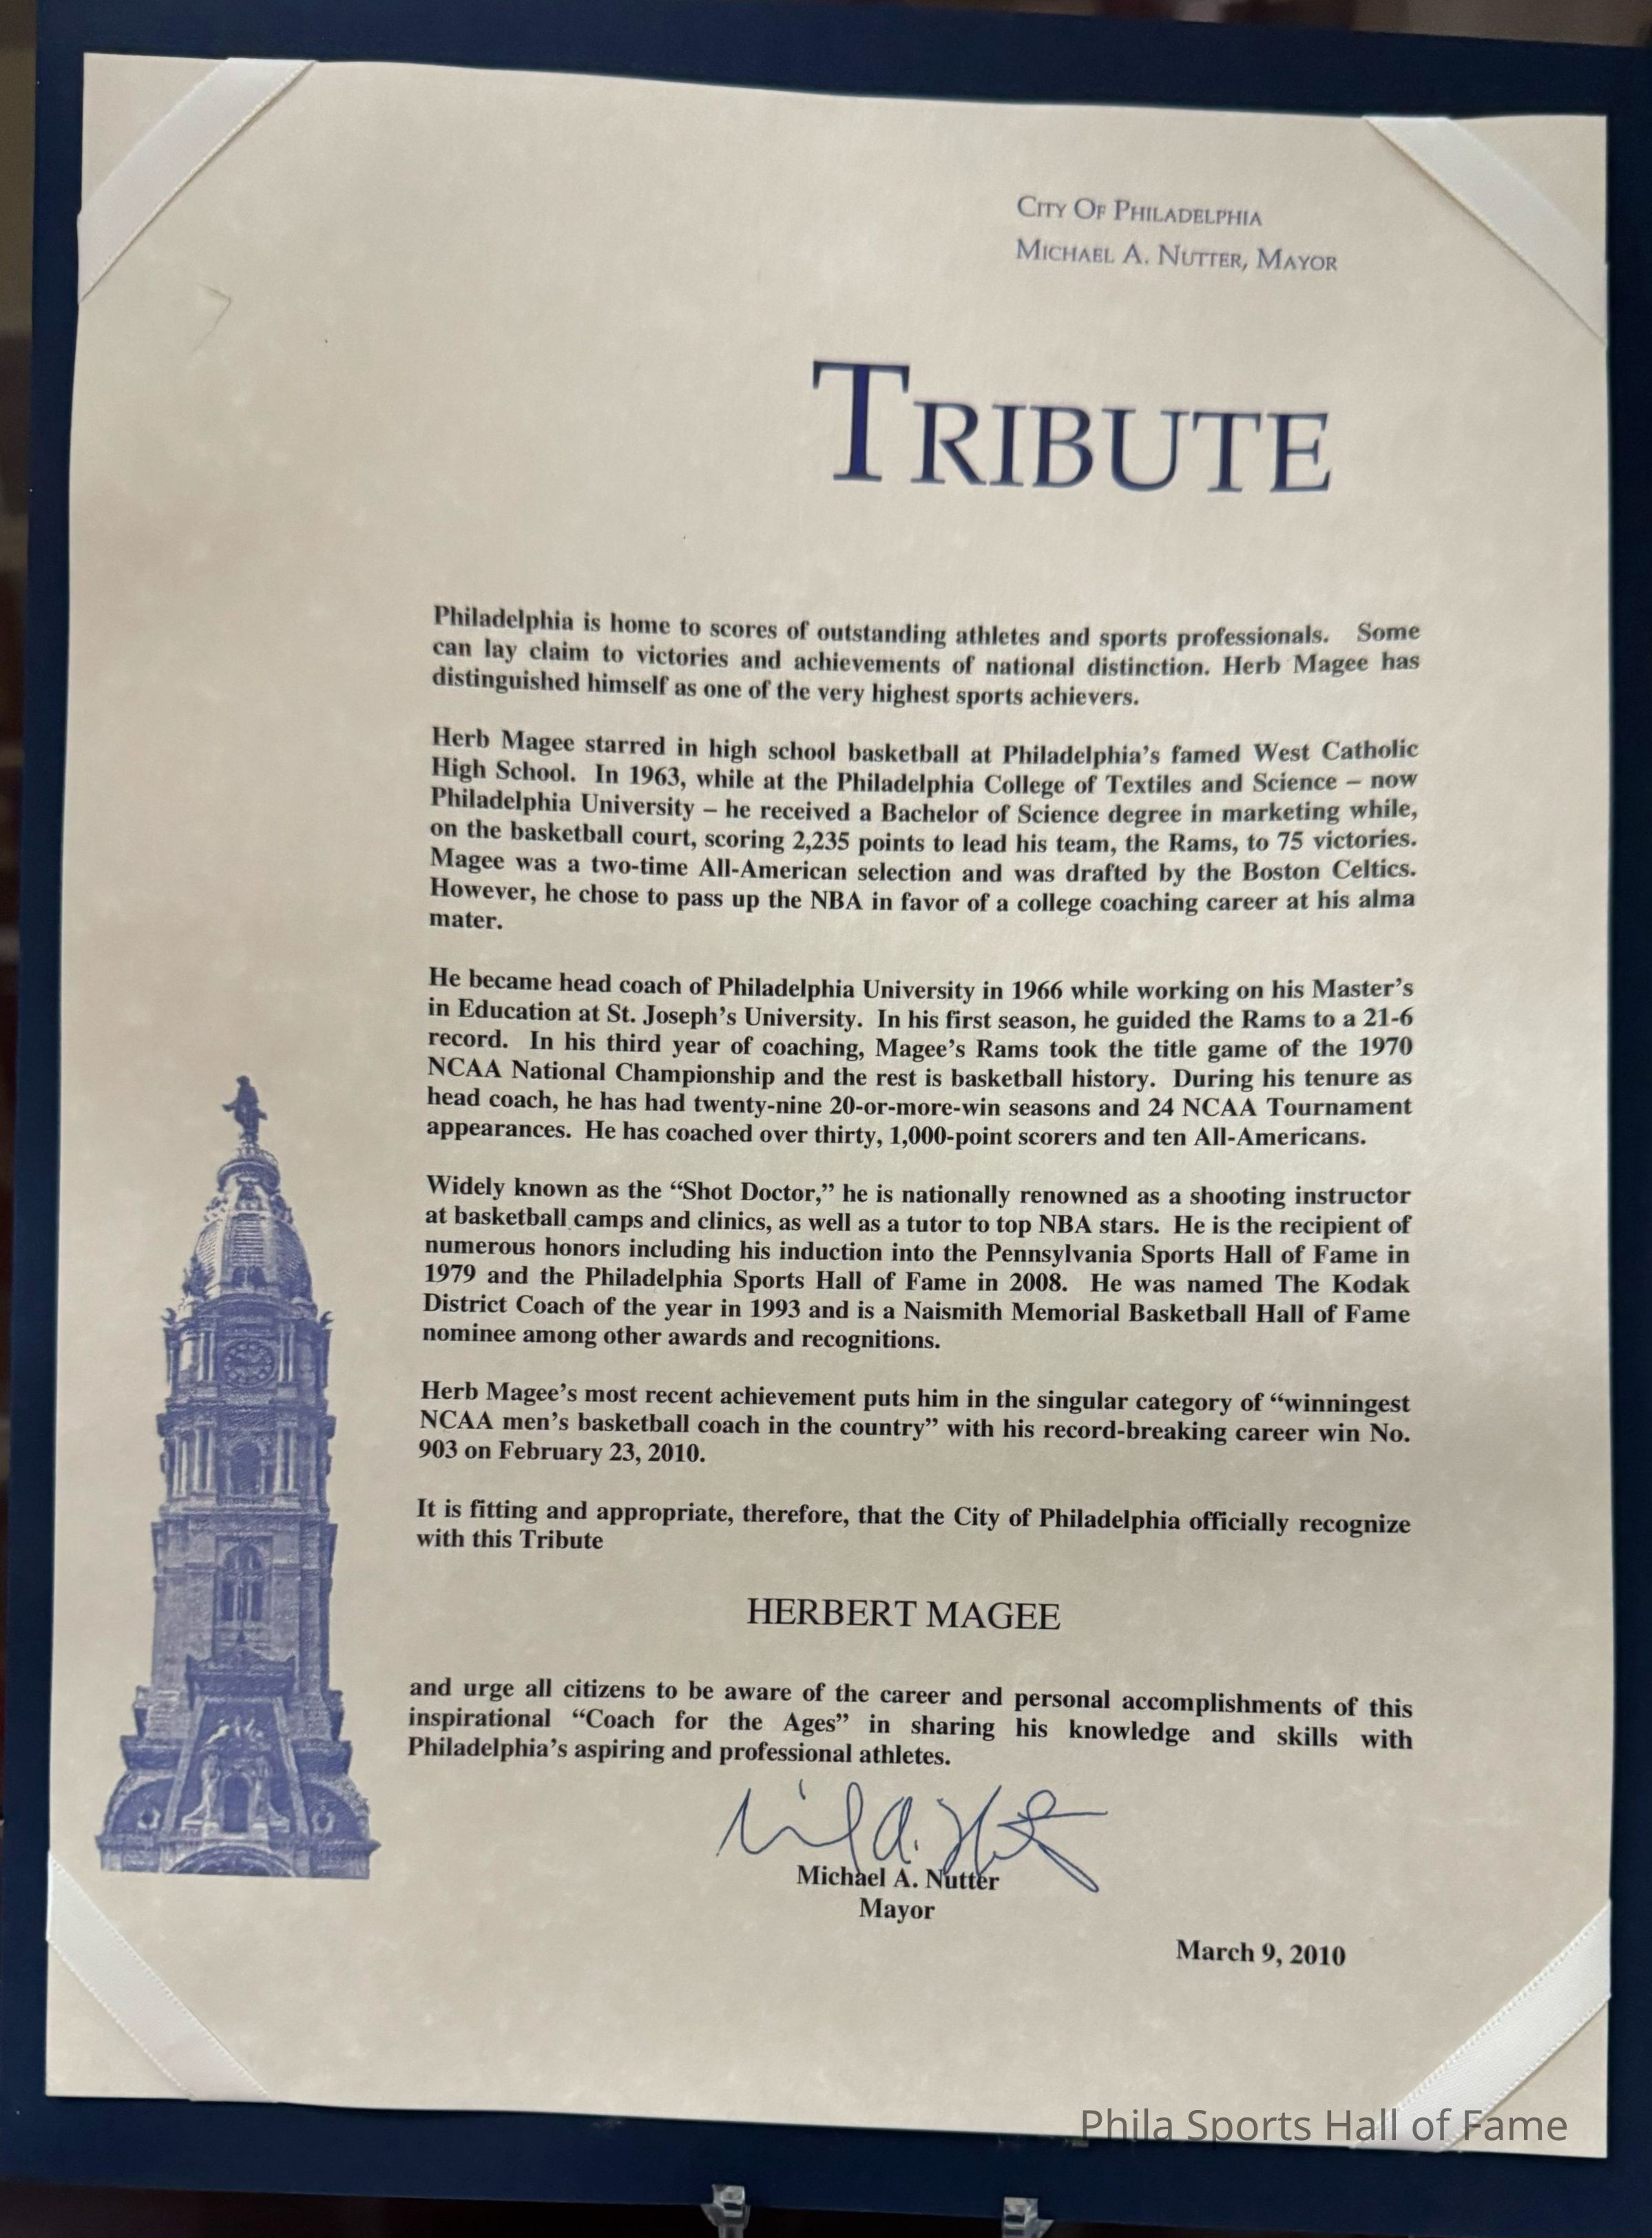 City Of Philadelphia
Michael A. Nutter, Mayor
Tribute
Philadelphia is home to scores of outstanding athletes and sports professionals. Some
can lay claim to victories and achievements of national distinction. Herb Magee has
distinguished himself as one of the very highest sports achievers.
Herb Magee starred in high school basketball at Philadelphia’s famed West Catholic
High School. In 1963, while at the Philadelphia College of Textiles and Science – now
Philadelphia University – he received a Bachelor of Science degree in marketing while,
on the basketball court, scoring 2,235 points to lead his team, the Rams, to 75 victories.
Magee was a two-time All-American selection and was drafted by the Boston Celtics.
However, he chose to pass up the NBA in favor of a college coaching career at his alma
mater.
He became head coach of Philadelphia University in 1966 while working on his Master’s
in Education at St. Joseph’s University. In his first season, he guided the Rams to a 21-6
record. In his third year of coaching, Magee’s Rams took the title game of the 1970
NCAA National Championship and the rest is basketball history. During his tenure as
head coach, he has had twenty-nine 20-or-more-win seasons and 24 NCAA Tournament
appearances. He has coached over thirty, 1,000-point scorers and ten All-Americans.
Widely known as the “Shot Doctor,” he is nationally renowned as a shooting instructor
at basketball camps and clinics, as well as a tutor to top NBA stars. He is the recipient of
numerous honors including his induction into the Pennsylvania Sports Hall of Fame in
1979 and the Philadelphia Sports Hall of Fame in 2008. He was named The Kodak
District Coach of the year in 1993 and is a Naismith Memorial Basketball Hall of Fame
nominee among other awards and recognitions.
Herb Magee’s most recent achievement puts him in the singular category of “winningest
NCAA men’s basketball coach in the country” with his record-breaking career win No.
903 on February 23, 2010.
It is fitting and appropriate, therefore, that the City of Philadelphia officially recognize
with this Tribute
HERBERT MAGEE
and urge all citizens to be aware of the career and personal accomplishments of this
inspirational “Coach for the Ages” in sharing his knowledge and skills with
Philadelphia’s aspiring and professional athletes.
Michael A. Nutter
Mayor
March 9, 2010
Phila Sports Hall of Fame